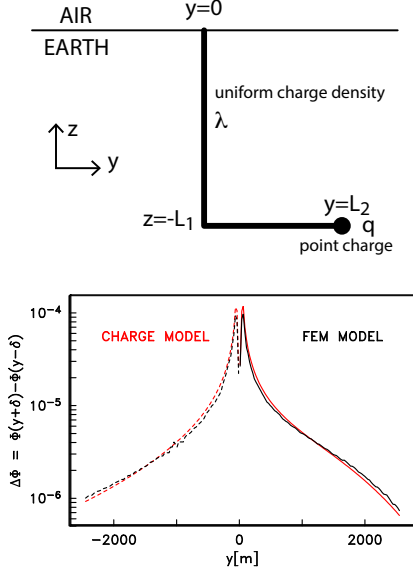 AIR
y=0
EARTH
uniform charge density
λ
z
y
z=-L₁
y=L₂
q
point charge
10⁻⁴
CHARGE MODEL
FEM MODEL
10⁻⁵
10⁻⁶
ΔΦ = Φ(y+δ)-Φ(y-δ)
-2000
0
2000
y[m]